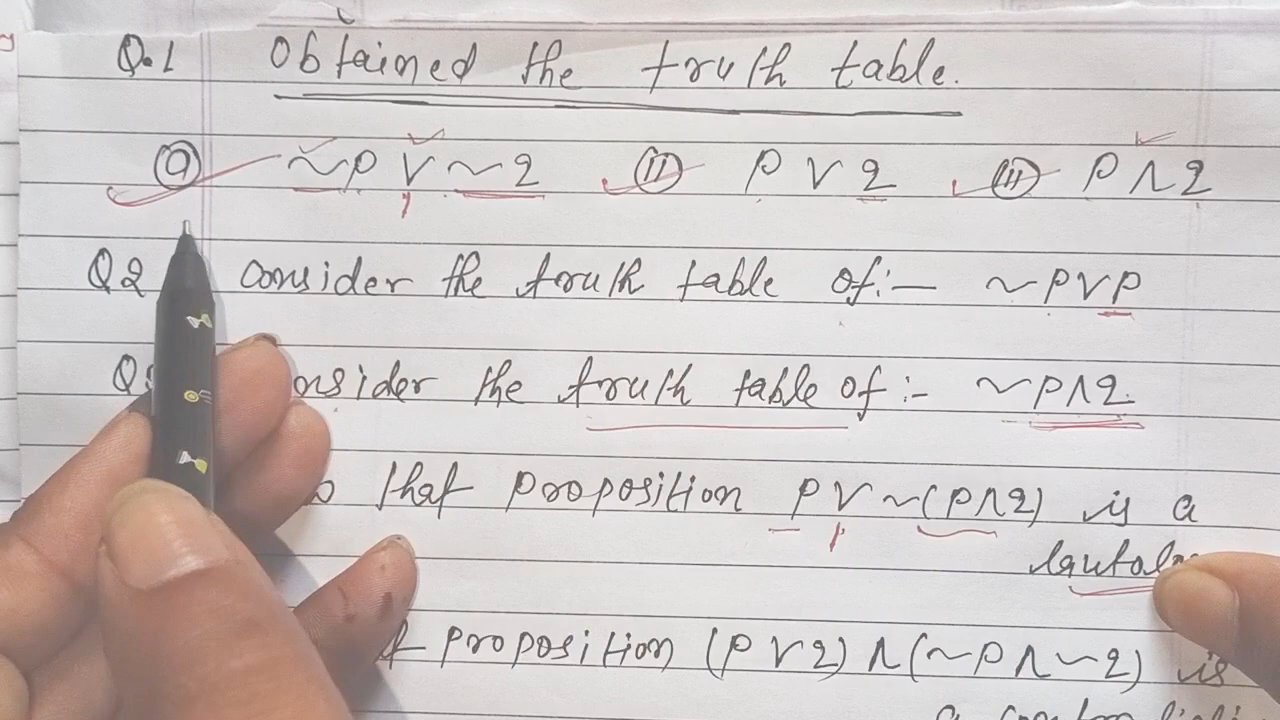 Q.1 Obtained the truth table.
(a) ~p ∨ ~q (ii) p ∨ q (iii) p ∧ q
Q2 Consider the truth table of:- ~p∨p
Consider the truth table of:- ~p∧q.
that proposition p∨~(p∧q) is a
proposition (p∨q)∧(~p∧~q) is
a